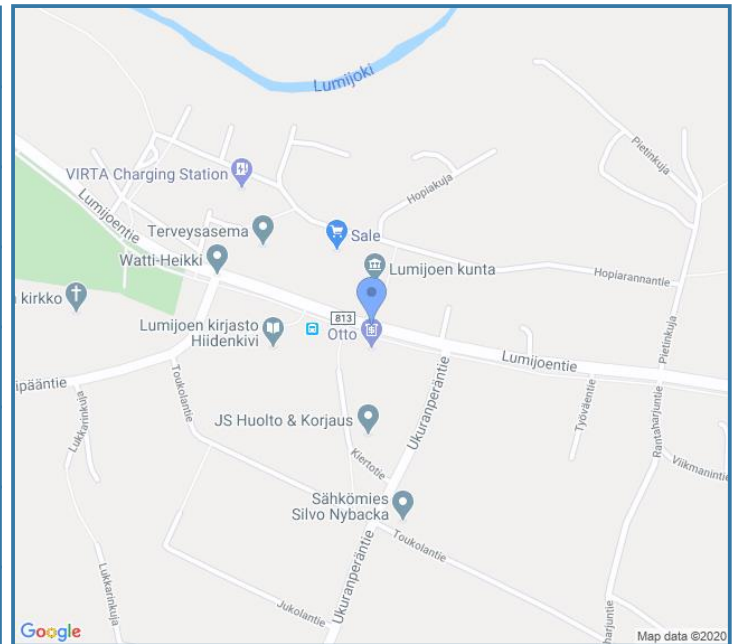 Lumijoki
Pietinkuja
VIRTA Charging Station
Hopiakuja
Lumijoentie
Terveysasema
Sale
Watti-Heikki
Lumijoen kunta
Hopiarannantie
kirkko
813
Pietinkuja
Lumijoen kirjasto
Hiidenkivi
Otto
Lumijoentie
ipääntie
Toukolantie
Ukuranperäntie
Työväentie
Rantaharjuntie
Lukkarinkuja
JS Huolto & Korjaus
Kiertotie
Viikmanintie
Sähkömies
Silvo Nybacka
Toukolantie
Lukkarinkuja
Jukolantie
Ukuranperäntie
harjuntie
Google
Map data ©2020